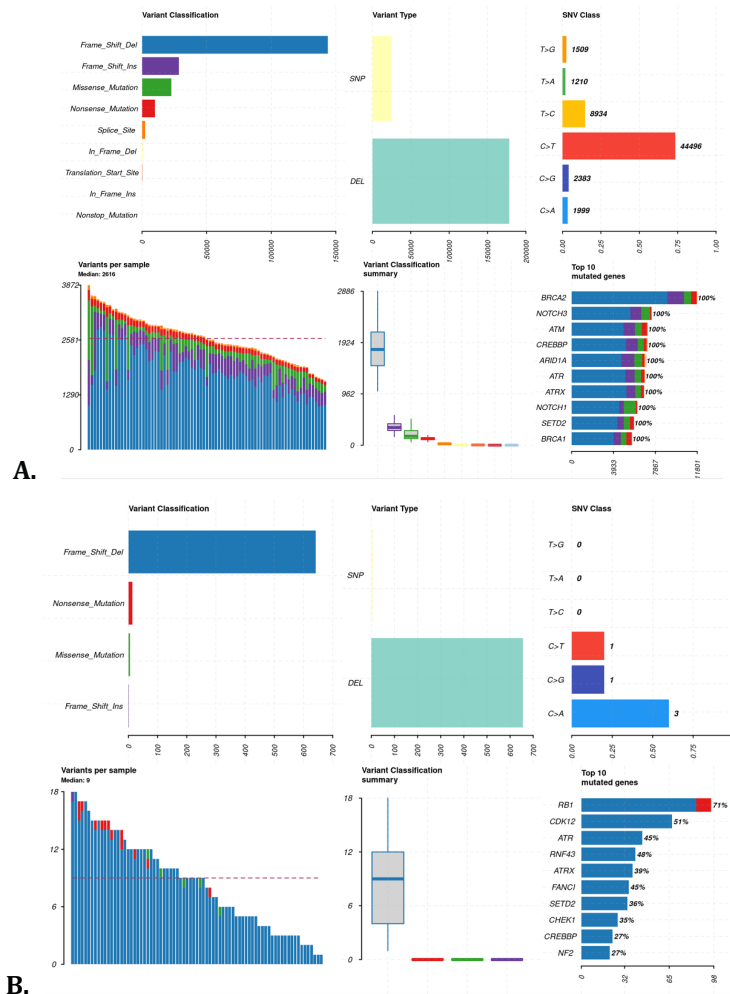 Variant Classification
Frame_Shift_Del
Frame_Shift_Ins
Missense_Mutation
Nonsense_Mutation
Splice_Site
In_Frame_Del
Translation_Start_Site
In_Frame_Ins
Nonstop_Mutation
0
50000
100000
150000
Variant Type
SNP
DEL
0
50000
100000
150000
200000
SNV Class
T>G
1509
T>A
1210
T>C
8934
C>T
44496
C>G
2383
C>A
1999
0.00
0.25
0.50
0.75
1.00
Variants per sample
Median: 2616
3872
2581
1290
0
Variant Classification
summary
2886
1924
962
0
Top 10
mutated genes
BRCA2
100%
NOTCH3
100%
ATM
100%
CREBBP
100%
ARID1A
100%
ATR
100%
ATRX
100%
NOTCH1
100%
SETD2
100%
BRCA1
100%
0
3933
7867
11801
A.
Variant Classification
Frame_Shift_Del
Nonsense_Mutation
Missense_Mutation
Frame_Shift_Ins
0
100
200
300
400
500
600
700
Variant Type
SNP
DEL
0
100
200
300
400
500
600
700
SNV Class
T>G
0
T>A
0
T>C
0
C>T
1
C>G
1
C>A
3
0.00
0.25
0.50
0.75
Variants per sample
Median: 9
18
12
6
0
Variant Classification
summary
18
12
6
0
Top 10
mutated genes
RB1
71%
CDK12
51%
ATR
45%
RNF43
48%
ATRX
39%
FANCI
45%
SETD2
36%
CHEK1
35%
CREBBP
27%
NF2
27%
0
32
65
98
B.